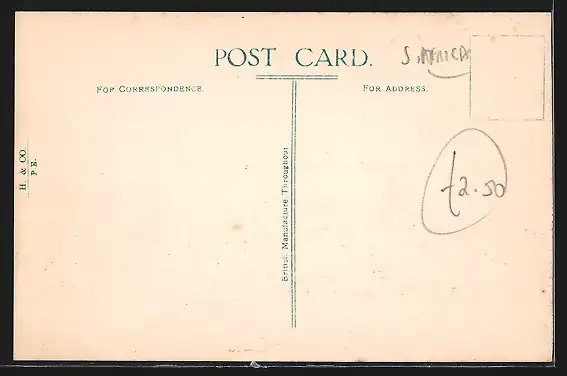 POST CARD.
S. AFRICA
FOR CORRESPONDENCE.
FOR ADDRESS.
H. & CO.
P.E.
British Manufacture Throughout
£2.50